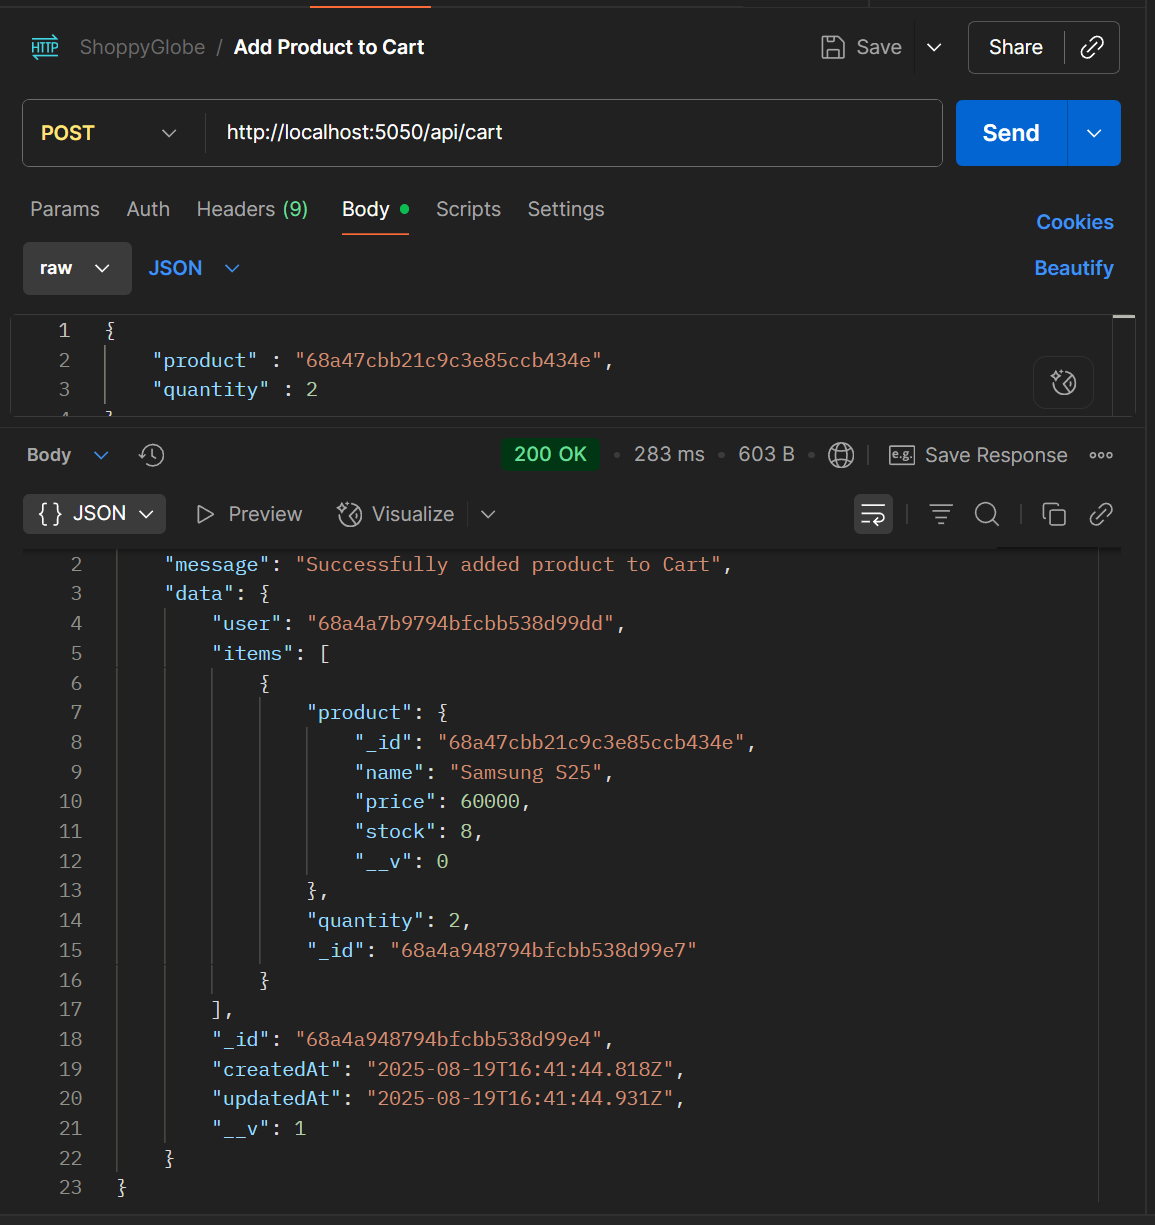 HTTP ShoppyGlobe / Add Product to Cart Save Share
POST http://localhost:5050/api/cart Send
Params Auth Headers (9) Body Scripts Settings Cookies
raw JSON Beautify
1 {
2 "product" : "68a47cbb21c9c3e85ccb434e",
3 "quantity" : 2
Body 200 OK • 283 ms • 603 B • e.g. Save Response
{} JSON Preview Visualize
2 "message": "Successfully added product to Cart",
3 "data": {
4 "user": "68a4a7b9794bfcbb538d99dd",
5 "items": [
6 {
7 "product": {
8 "_id": "68a47cbb21c9c3e85ccb434e",
9 "name": "Samsung S25",
10 "price": 60000,
11 "stock": 8,
12 "__v": 0
13 },
14 "quantity": 2,
15 "_id": "68a4a948794bfcbb538d99e7"
16 }
17 ],
18 "_id": "68a4a948794bfcbb538d99e4",
19 "createdAt": "2025-08-19T16:41:44.818Z",
20 "updatedAt": "2025-08-19T16:41:44.931Z",
21 "__v": 1
22 }
23 }